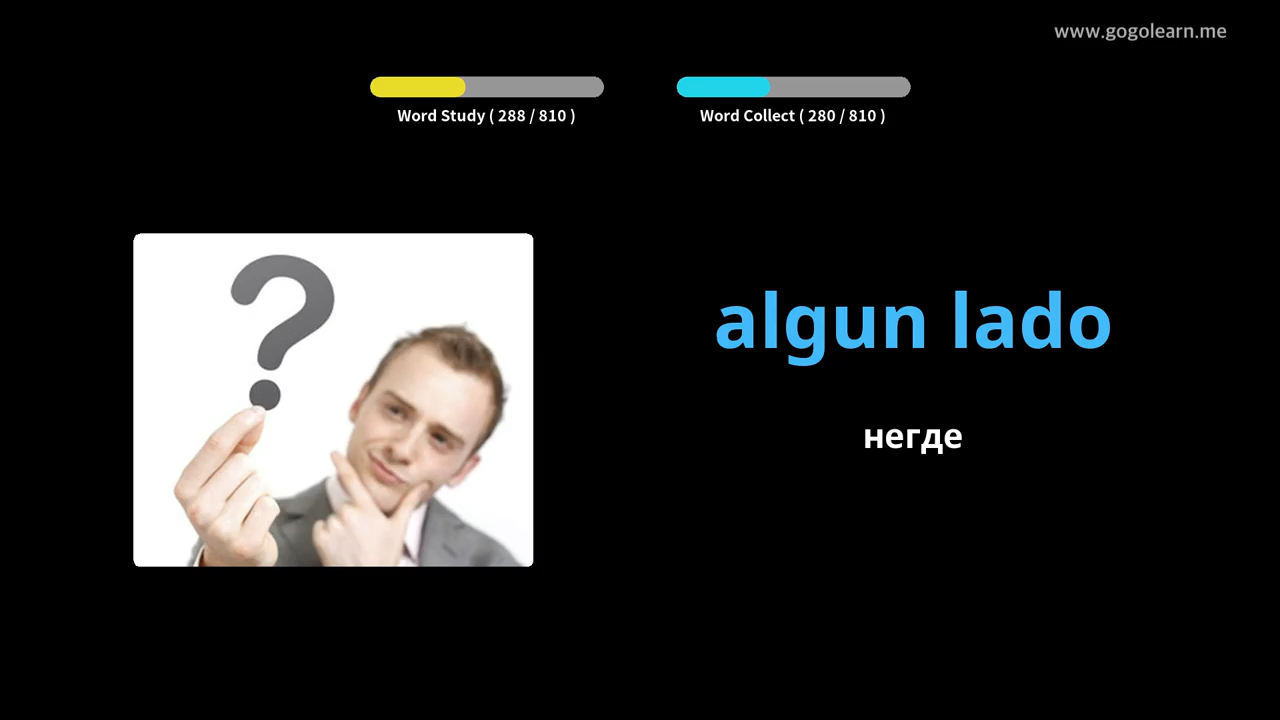 www.gogolearn.me
Word Study ( 288 / 810 )
Word Collect ( 280 / 810 )
algun lado
негде